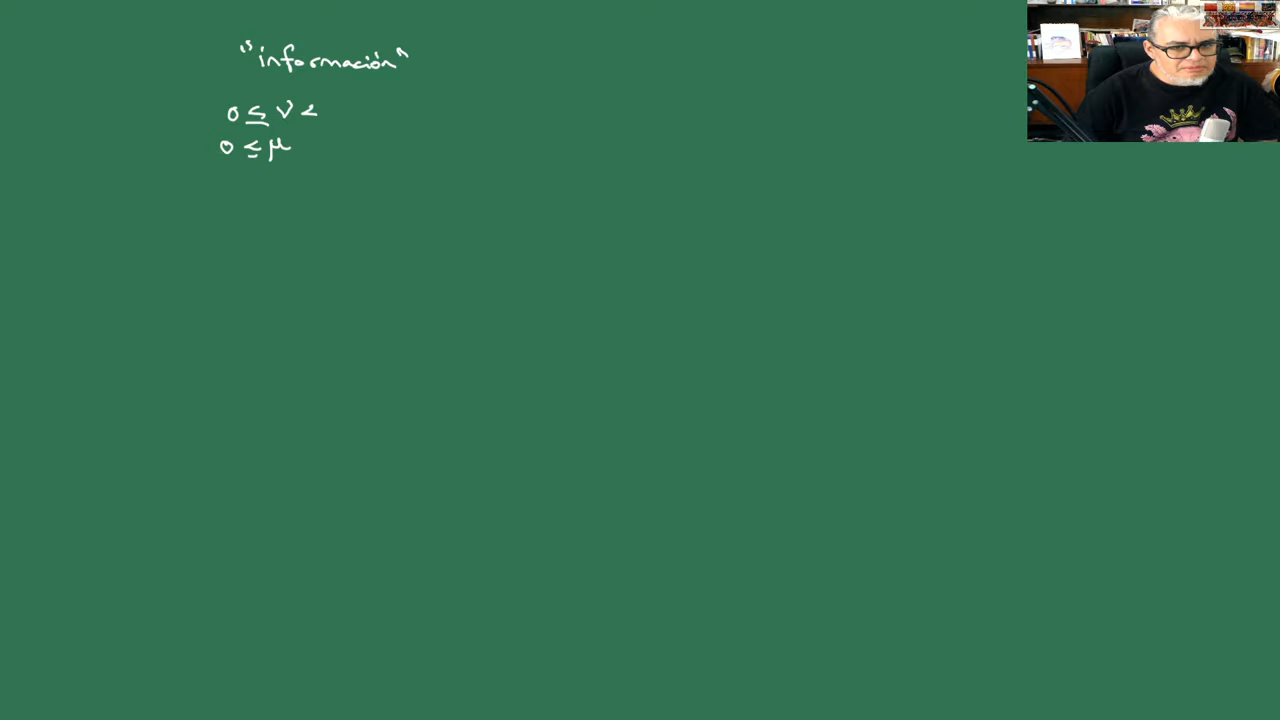 "información"
0 ≤ ν <
0 ≤ μ